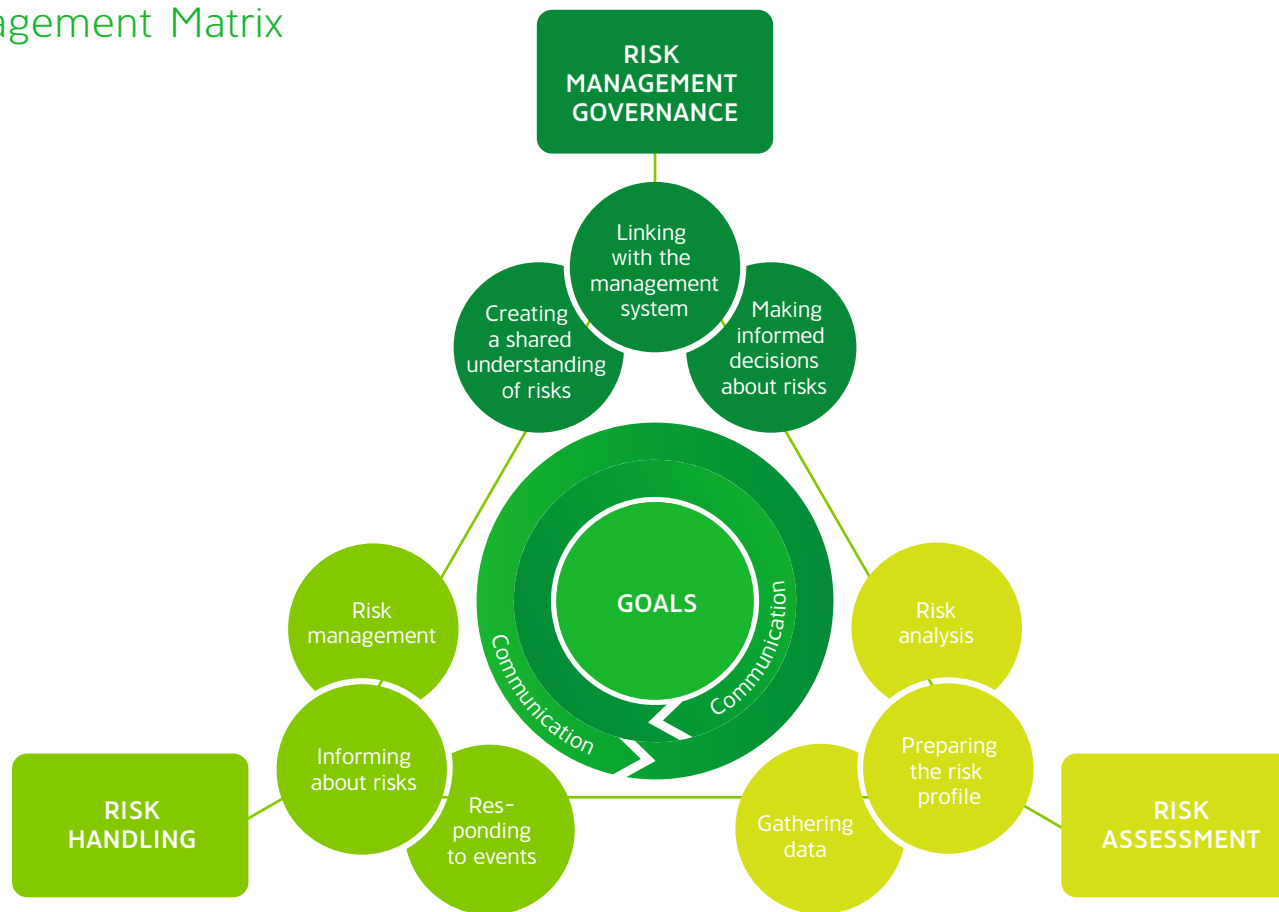 agement Matrix
RISK
MANAGEMENT
GOVERNANCE
Linking
with the
management
system
Creating
a shared
understanding
of risks
Making
informed
decisions
about risks
Risk
management
GOALS
Communication
Communication
Risk
analysis
Informing
about risks
Preparing
the risk
profile
RISK
HANDLING
Res-
ponding
to events
Gathering
data
RISK
ASSESSMENT